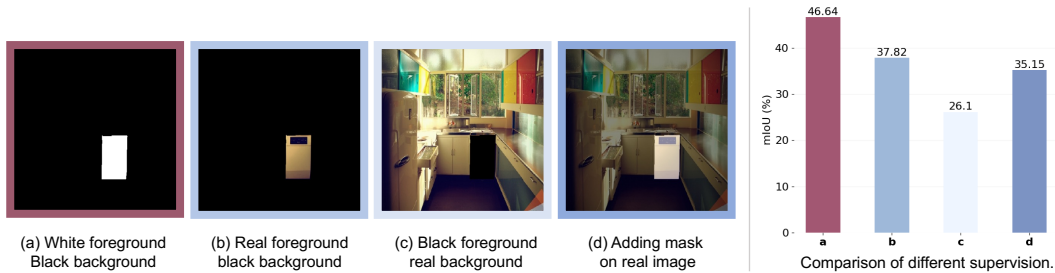 (a) White foreground
Black background
(b) Real foreground
black background
(c) Black foreground
real background
(d) Adding mask
on real image
mIoU (%)
40
30
20
10
0
46.64
37.82
26.1
35.15
a
b
c
d
Comparison of different supervision.